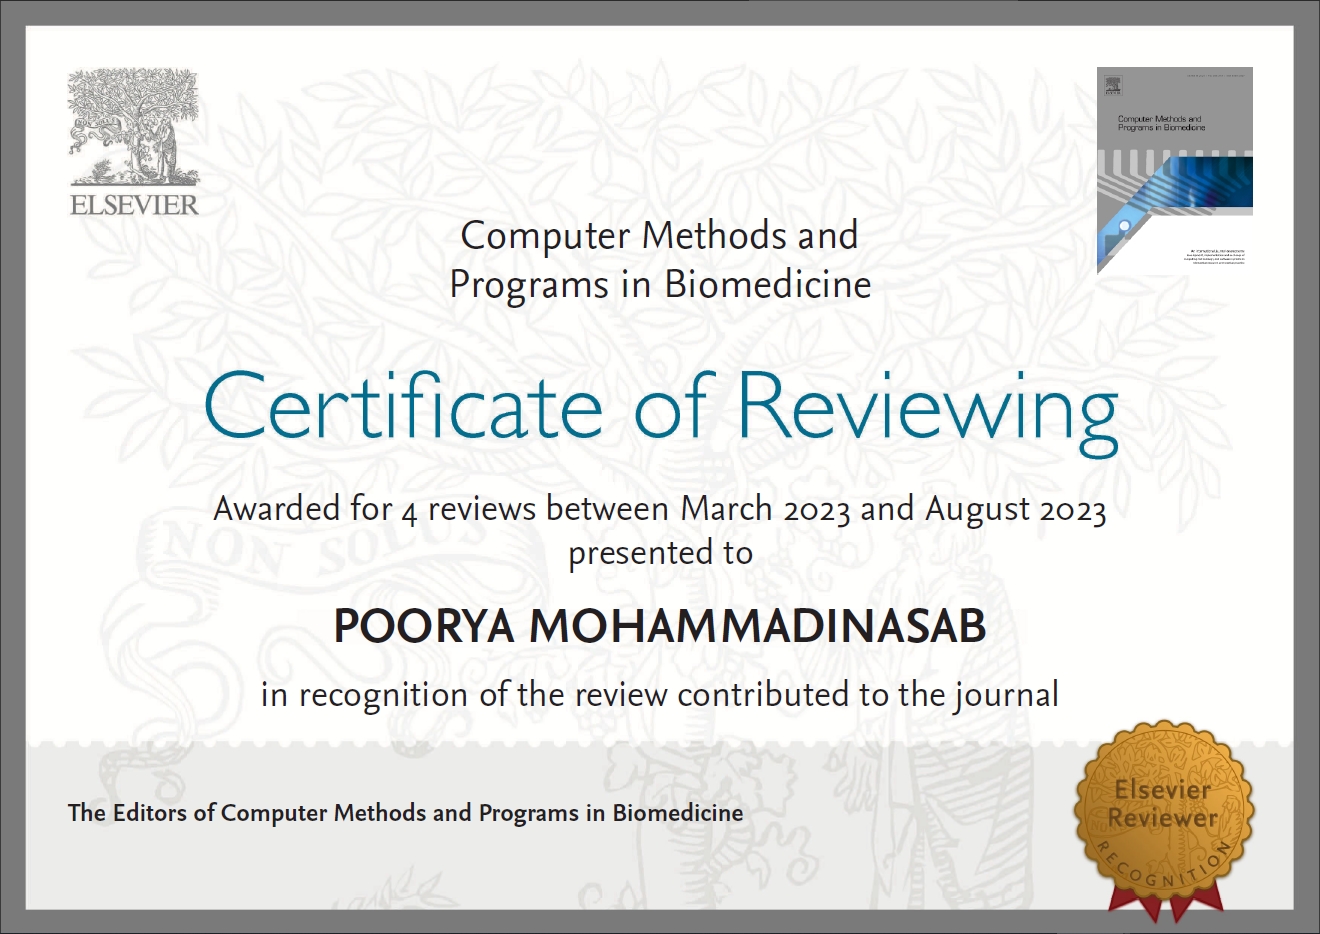 ELSEVIER
Computer Methods and
Programs in Biomedicine
Computer Methods and
Programs in Biomedicine
Certificate of Reviewing
Awarded for 4 reviews between March 2023 and August 2023
presented to
NON SOLUS
POORYA MOHAMMADINASAB
in recognition of the review contributed to the journal
The Editors of Computer Methods and Programs in Biomedicine
Elsevier
Reviewer
RECOGNITION